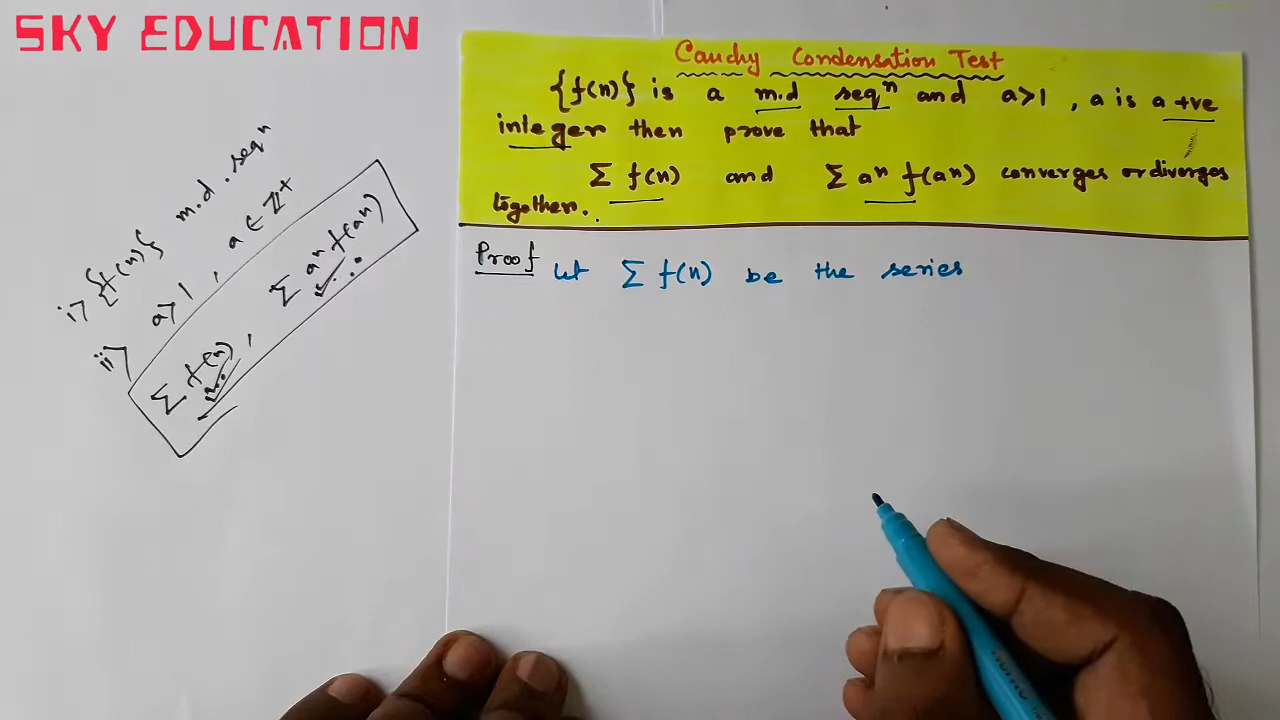 SKY EDUCATION
Cauchy Condensation Test
{f(n)} is a m.d seqⁿ and a>1, a is a +ve
integer then prove that
Σ f(n) and Σ aⁿ f(aⁿ) converges or diverges
together.
Proof Let Σ f(n) be the series
i> {f(n)} m.d. seqⁿ
ii> a>1, a ∈ ℤ+
Σ f(n), Σ aⁿ f(aⁿ)